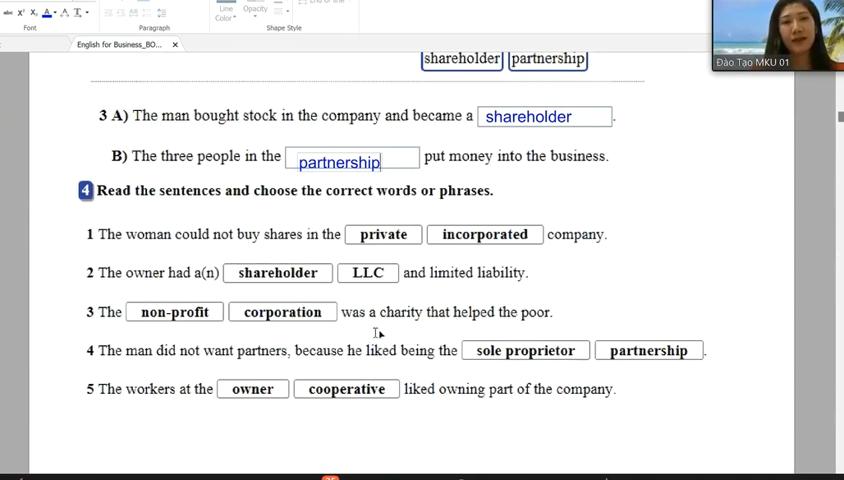 Line Color
Opacity
Font
Paragraph
Shape Style
English for Business_BO...
Đào Tạo MKU 01
shareholder partnership
3 A) The man bought stock in the company and became a shareholder.
B) The three people in the partnership put money into the business.
4 Read the sentences and choose the correct words or phrases.
1 The woman could not buy shares in the private incorporated company.
2 The owner had a(n) shareholder LLC and limited liability.
3 The non-profit corporation was a charity that helped the poor.
4 The man did not want partners, because he liked being the sole proprietor partnership.
5 The workers at the owner cooperative liked owning part of the company.